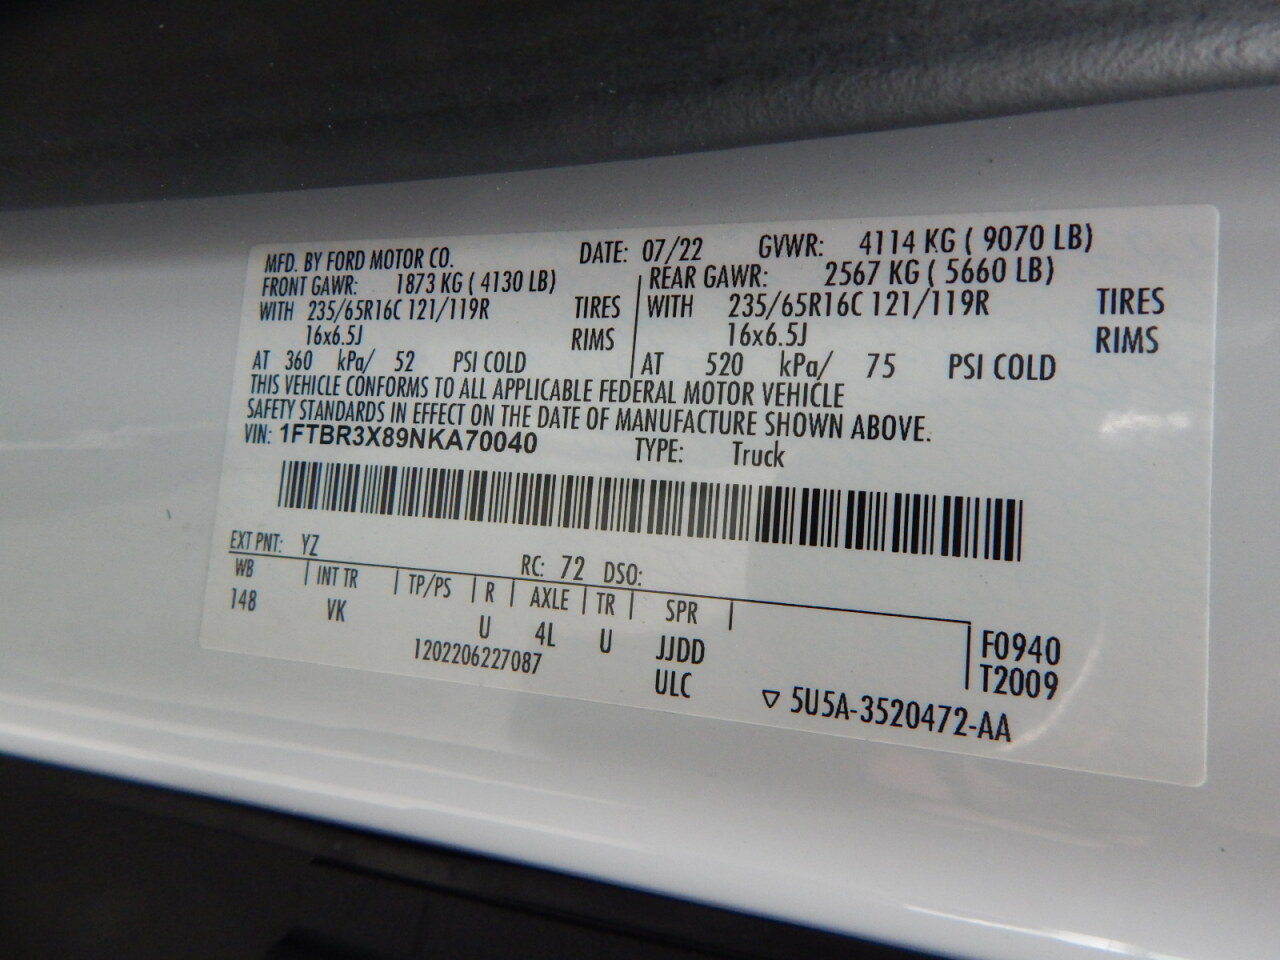 MFD. BY FORD MOTOR CO. DATE: 07/22 GVWR: 4114 KG ( 9070 LB)
FRONT GAWR: 1873 KG ( 4130 LB) REAR GAWR: 2567 KG ( 5660 LB)
WITH 235/65R16C 121/119R TIRES WITH 235/65R16C 121/119R TIRES
16x6.5J RIMS 16x6.5J RIMS
AT 360 kPa/ 52 PSI COLD AT 520 kPa/ 75 PSI COLD
THIS VEHICLE CONFORMS TO ALL APPLICABLE FEDERAL MOTOR VEHICLE
SAFETY STANDARDS IN EFFECT ON THE DATE OF MANUFACTURE SHOWN ABOVE.
VIN: 1FTBR3X89NKA70040 TYPE: Truck
EXT PNT: YZ RC: 72 DSO:
WB INT TR TP/PS R AXLE TR SPR
148 VK U 4L U JJDD F0940
1202206227087 ULC T2009
▽ 5U5A-3520472-AA